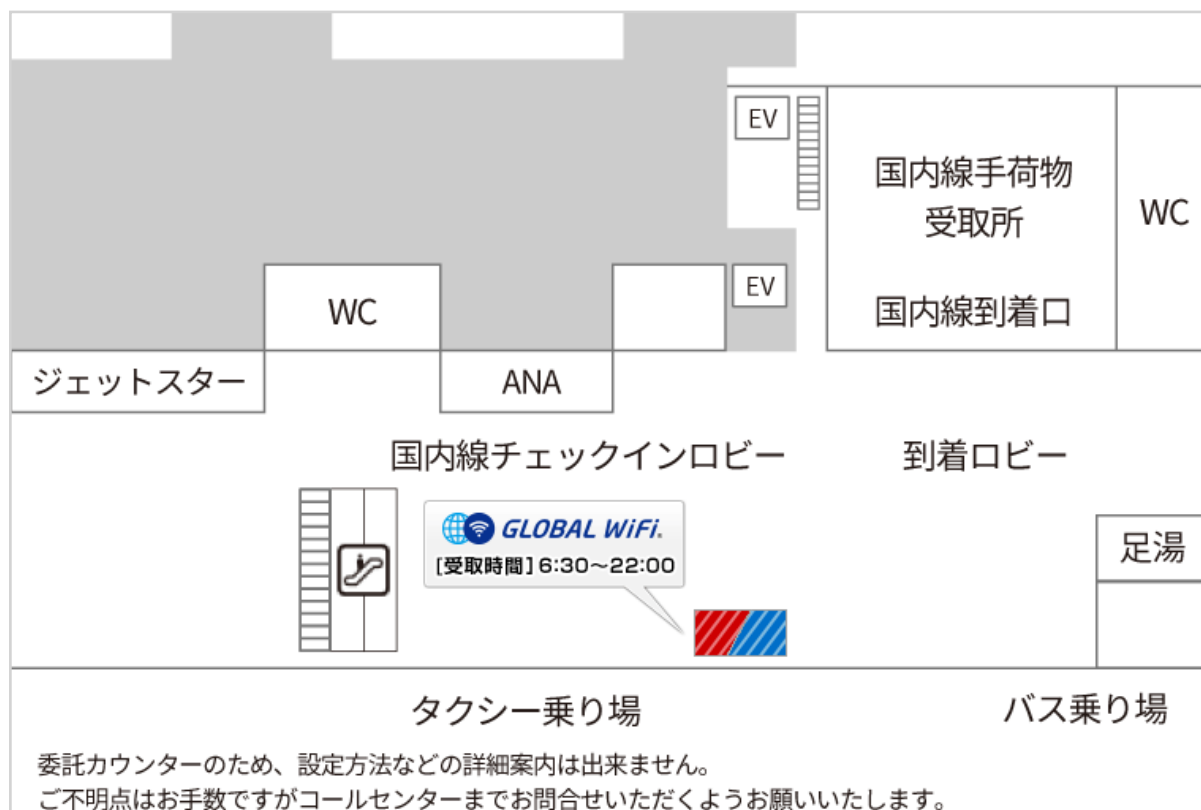 EV
国内線手荷物
受取所
WC
EV
WC
国内線到着口
ジェットスター
ANA
国内線チェックインロビー
到着ロビー
GLOBAL WiFi.
[受取時間] 6:30～22:00
足湯
タクシー乗り場
バス乗り場
委託カウンターのため、設定方法などの詳細案内は出来ません。
ご不明点はお手数ですがコールセンターまでお問合せいただくようお願いいたします。